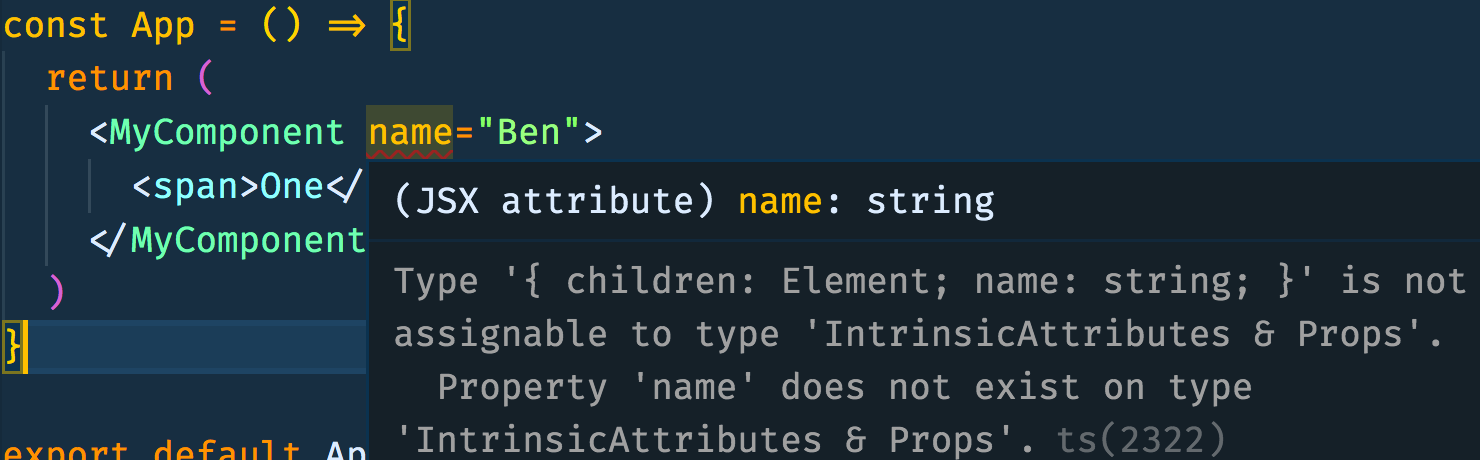 const App = () => {
return (
<MyComponent name="Ben">
<span>One</
(JSX attribute) name: string
</MyComponent
Type '{ children: Element; name: string; }' is not
)
assignable to type 'IntrinsicAttributes & Props'.
}
Property 'name' does not exist on type
'IntrinsicAttributes & Props'. ts(2322)
export default Ap